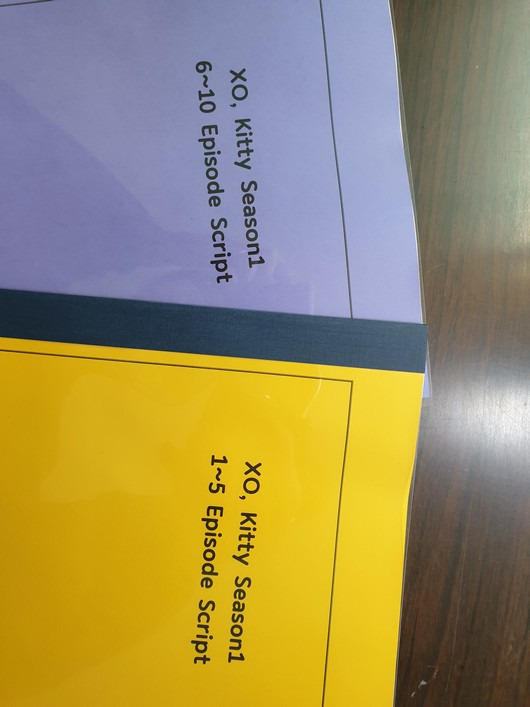 XO, Kitty Season1
6~10 Episode Script
XO, Kitty Season1
1~5 Episode Script